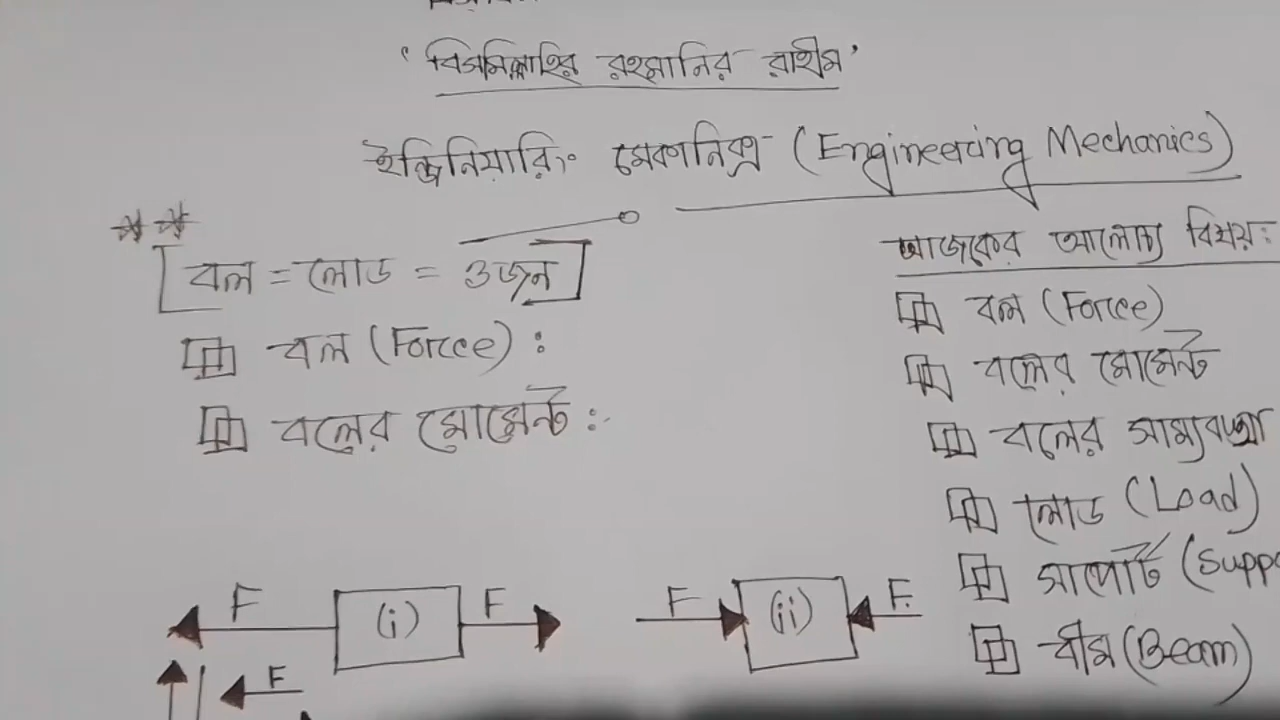 ‘বিসমিল্লাহির রহমানির রাহীম’
ইঞ্জিনিয়ারিং মেকানিক্স (Engineering Mechanics)
[বল = লোড = ওজন]
বল (Force) :
বলের মোমেন্ট :
আজকের আলোচ্য বিষয়ঃ
বল (Force)
বলের মোমেন্ট
বলের সাম্যবস্থা
লোড (Load)
সাপোর্ট (Suppo
বীম (Beam)
F (i) F
F (ii) F
F